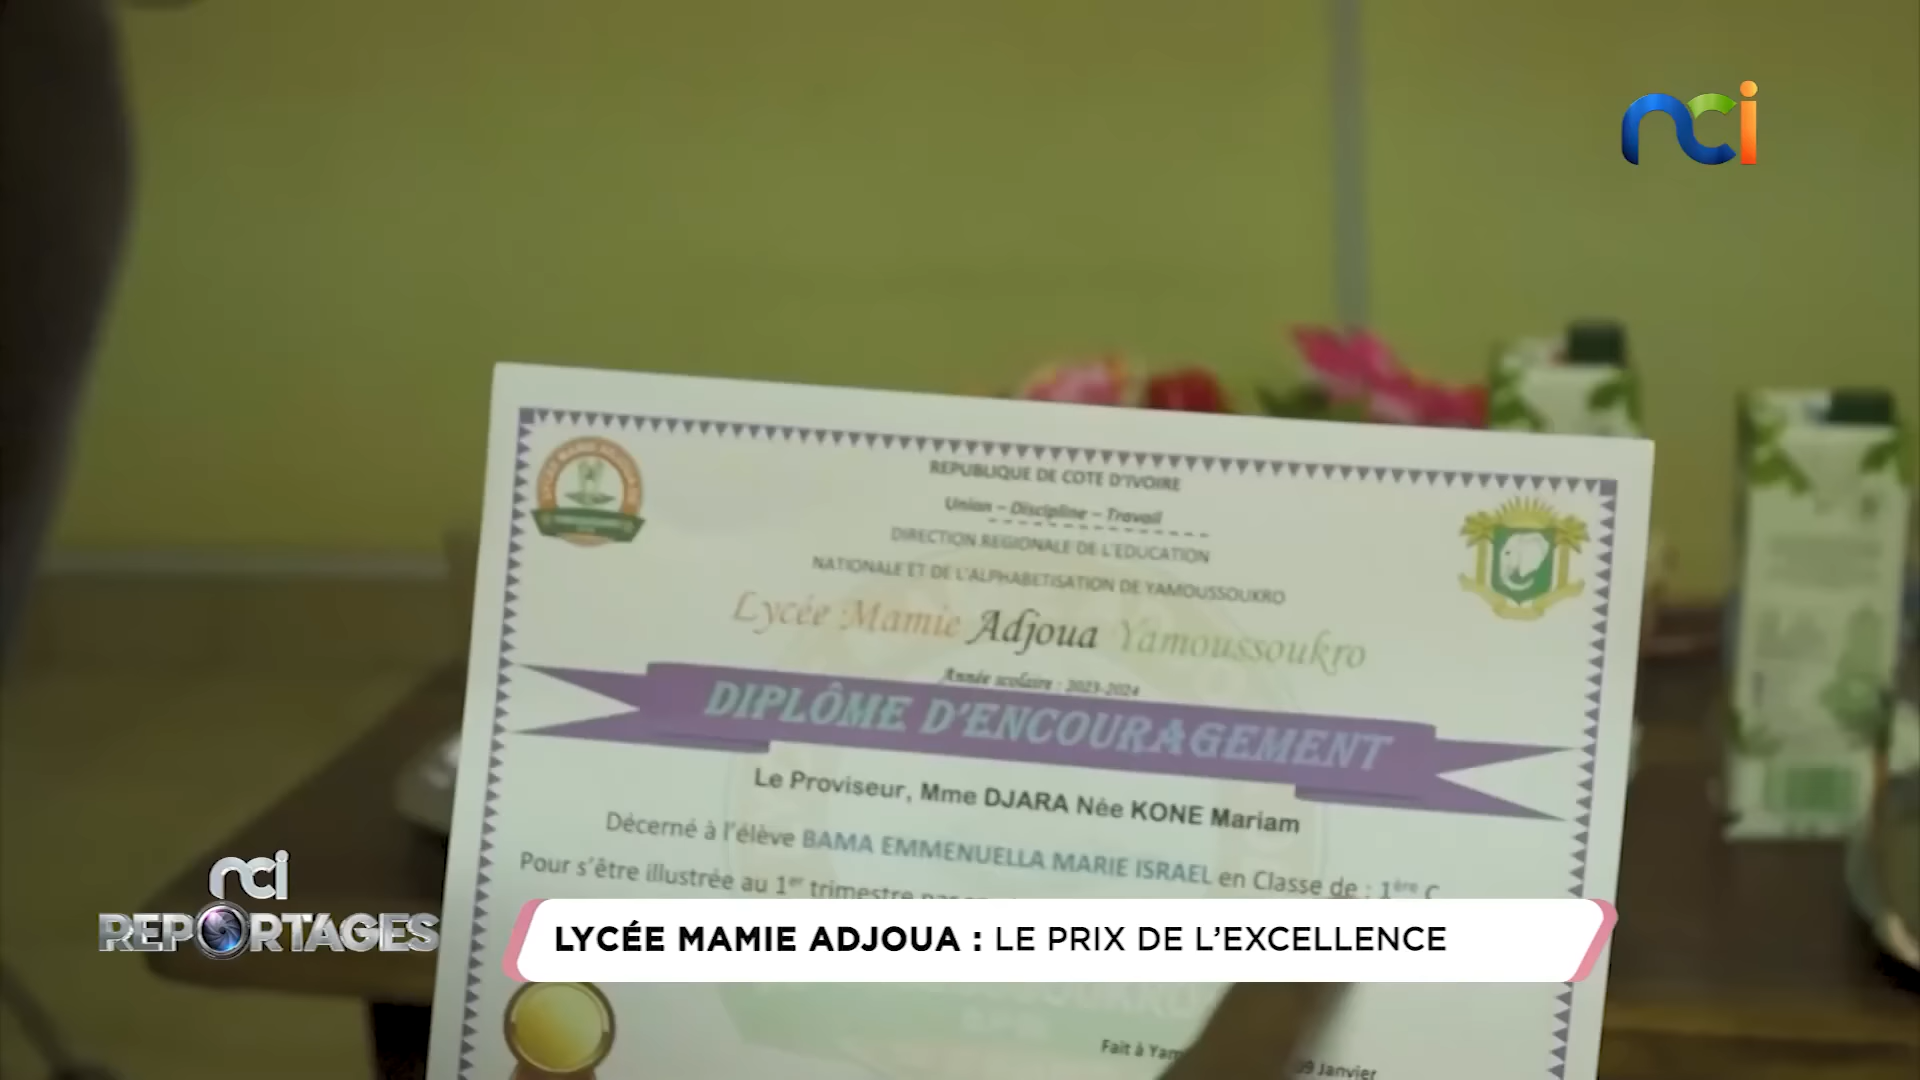 nci
REPUBLIQUE DE COTE D'IVOIRE
Union – Discipline – Travail
DIRECTION REGIONALE DE L'EDUCATION
NATIONALE ET DE L'ALPHABETISATION DE YAMOUSSOUKRO
Lycée Mamie Adjoua Yamoussoukro
Année scolaire : 2023-2024
DIPLÔME D'ENCOURAGEMENT
Le Proviseur, Mme DJARA Née KONE Mariam
Décerné à l'élève BAMA EMMENUELLA MARIE ISRAEL en Classe de : 1ère C
Pour s'être illustrée au 1er trimestre
nci
REPORTAGES
LYCÉE MAMIE ADJOUA : LE PRIX DE L'EXCELLENCE
Fait à Yam
9 Janvier